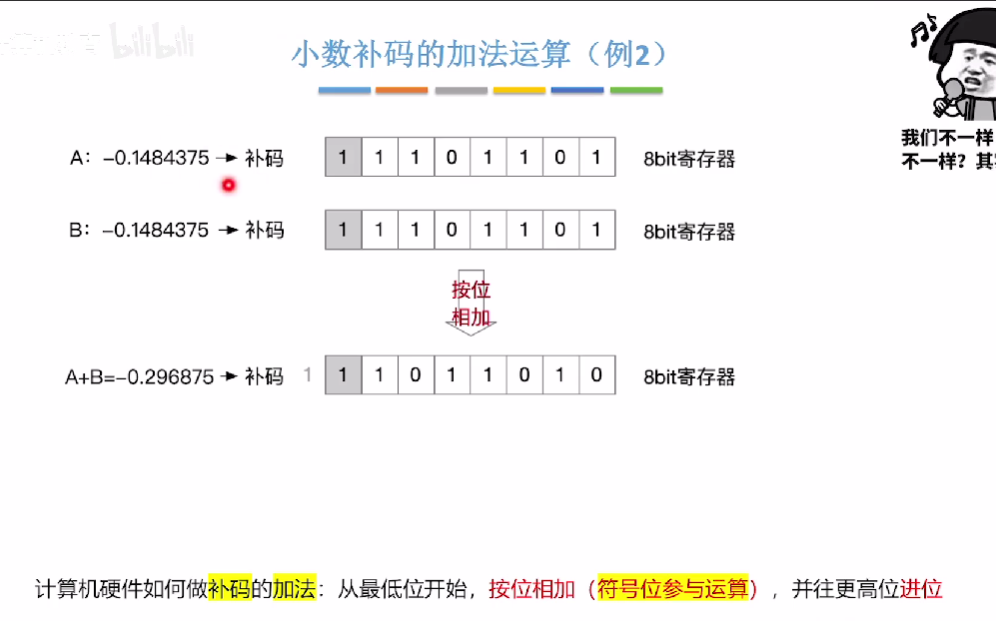 bilibili
小数补码的加法运算（例2）
我们不一样
不一样？其
A：-0.1484375 → 补码 1 1 1 0 1 1 0 1 8bit寄存器
B：-0.1484375 → 补码 1 1 1 0 1 1 0 1 8bit寄存器
按位
相加
A+B=-0.296875 → 补码 1 1 1 0 1 1 0 1 0 8bit寄存器
计算机硬件如何做补码的加法：从最低位开始，按位相加（符号位参与运算），并往更高位进位